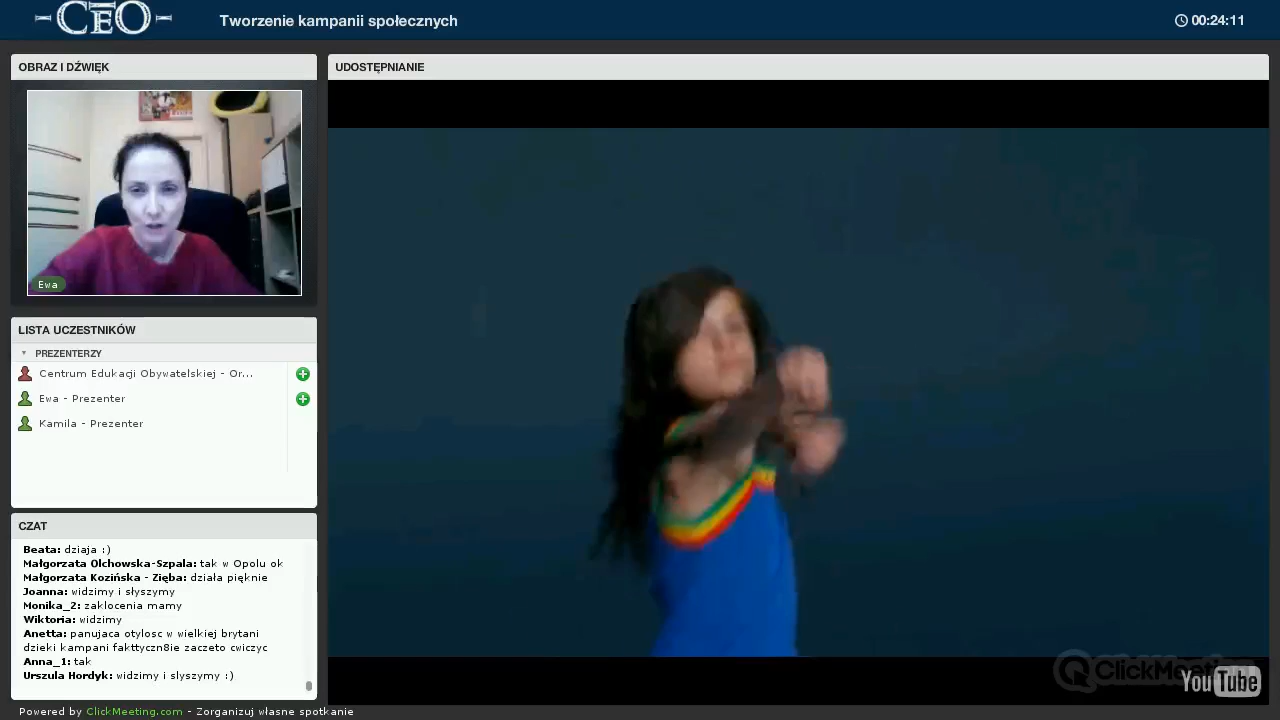 CEO
Tworzenie kampanii społecznych
00:24:11
OBRAZ I DŹWIĘK
Ewa
LISTA UCZESTNIKÓW
PREZENTERZY
Centrum Edukacji Obywatelskiej - Or...
Ewa - Prezenter
Kamila - Prezenter
CZAT
Beata: dziaja :)
Małgorzata Olchowska-Szpala: tak w Opolu ok
Małgorzata Kozińska - Zięba: działa pięknie
Joanna: widzimy i słyszymy
Monika_2: zaklocenia mamy
Wiktoria: widzimy
Anetta: panujaca otylosc w wielkiej brytani
dzieki kampani fakttyczn8ie zaczeto cwiczyc
Anna_1: tak
Urszula Hordyk: widzimy i slyszymy :)
Powered by ClickMeeting.com - Zorganizuj własne spotkanie
UDOSTĘPNIANIE
ClickMeeting
YouTube